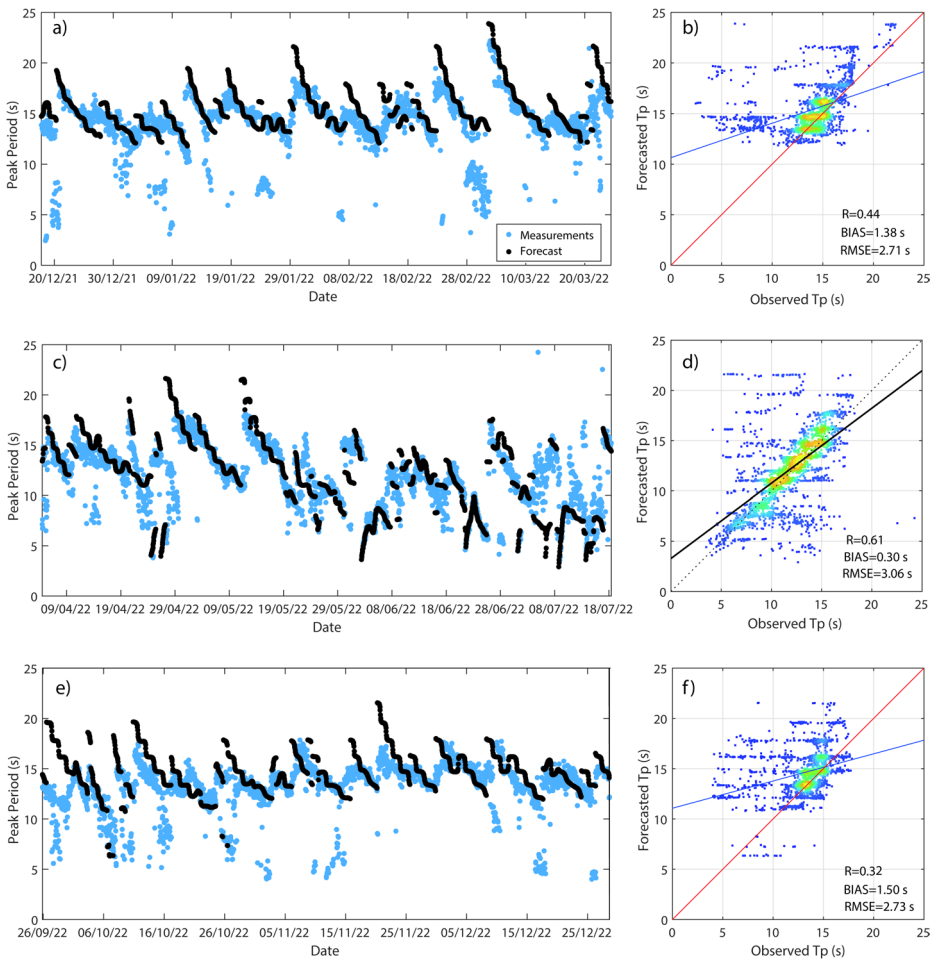 a)
25
20
15
10
5
0
Peak Period (s)
Measurements
Forecast
20/12/21 30/12/21 09/01/22 19/01/22 29/01/22 08/02/22 18/02/22 28/02/22 10/03/22 20/03/22
Date
b)
25
20
15
10
5
0
Forecasted Tp (s)
R=0.44
BIAS=1.38 s
RMSE=2.71 s
0 5 10 15 20 25
Observed Tp (s)
c)
25
20
15
10
5
0
Peak Period (s)
09/04/22 19/04/22 29/04/22 09/05/22 19/05/22 29/05/22 08/06/22 18/06/22 28/06/22 08/07/22 18/07/22
Date
d)
25
20
15
10
5
0
Forecasted Tp (s)
R=0.61
BIAS=0.30 s
RMSE=3.06 s
0 5 10 15 20 25
Observed Tp (s)
e)
25
20
15
10
5
0
Peak Period (s)
26/09/22 06/10/22 16/10/22 26/10/22 05/11/22 15/11/22 25/11/22 05/12/22 15/12/22 25/12/22
Date
f)
25
20
15
10
5
0
Forecasted Tp (s)
R=0.32
BIAS=1.50 s
RMSE=2.73 s
0 5 10 15 20 25
Observed Tp (s)